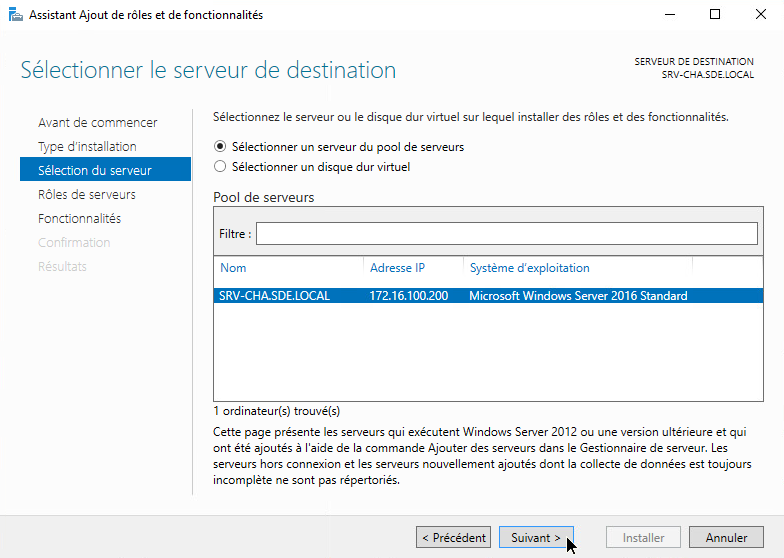 Assistant Ajout de rôles et de fonctionnalités
Sélectionner le serveur de destination
SERVEUR DE DESTINATION
SRV-CHA.SDE.LOCAL
Avant de commencer
Type d'installation
Sélection du serveur
Rôles de serveurs
Fonctionnalités
Confirmation
Résultats
Sélectionnez le serveur ou le disque dur virtuel sur lequel installer des rôles et des fonctionnalités.
Sélectionner un serveur du pool de serveurs
Sélectionner un disque dur virtuel
Pool de serveurs
Filtre :
Nom Adresse IP Système d'exploitation
SRV-CHA.SDE.LOCAL 172.16.100.200 Microsoft Windows Server 2016 Standard
1 ordinateur(s) trouvé(s)
Cette page présente les serveurs qui exécutent Windows Server 2012 ou une version ultérieure et qui
ont été ajoutés à l'aide de la commande Ajouter des serveurs dans le Gestionnaire de serveur. Les
serveurs hors connexion et les serveurs nouvellement ajoutés dont la collecte de données est toujours
incomplète ne sont pas répertoriés.
< Précédent Suivant > Installer Annuler